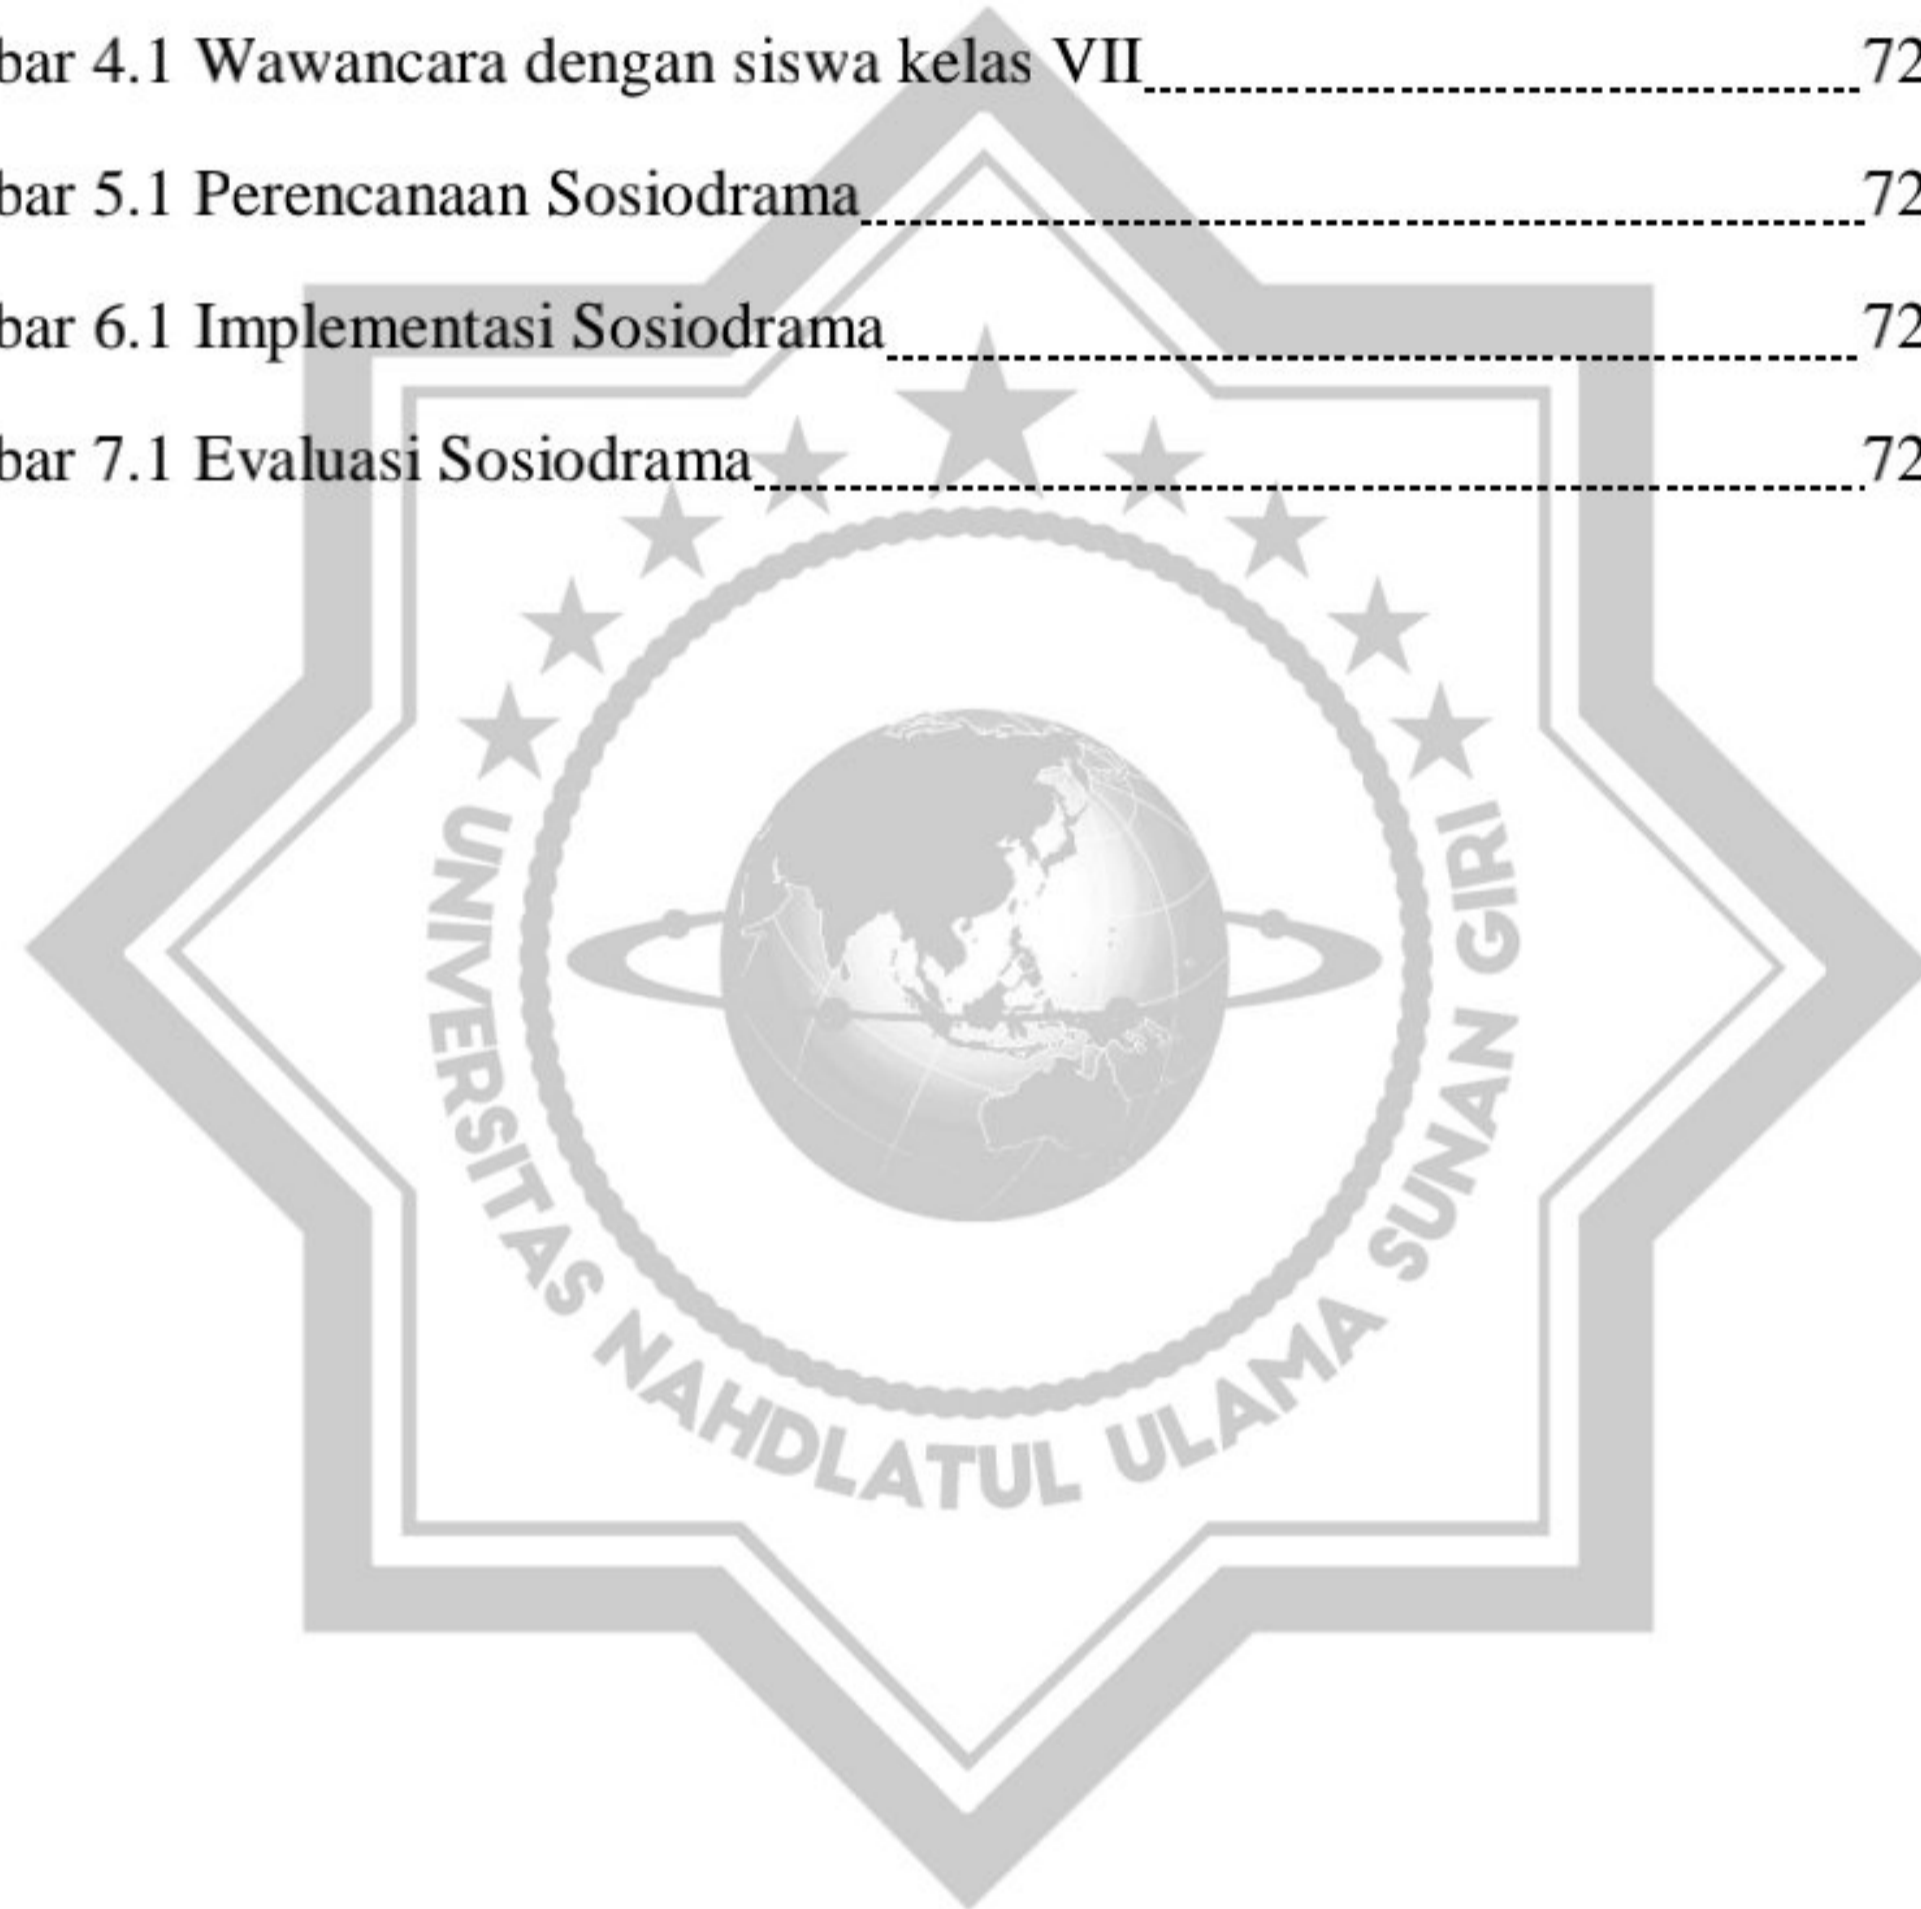 bar 4.1 Wawancara dengan siswa kelas VII 72
bar 5.1 Perencanaan Sosiodrama 72
bar 6.1 Implementasi Sosiodrama 72
bar 7.1 Evaluasi Sosiodrama 72
UNIVERSITAS NAHDLATUL ULAMA SUNAN GIRI